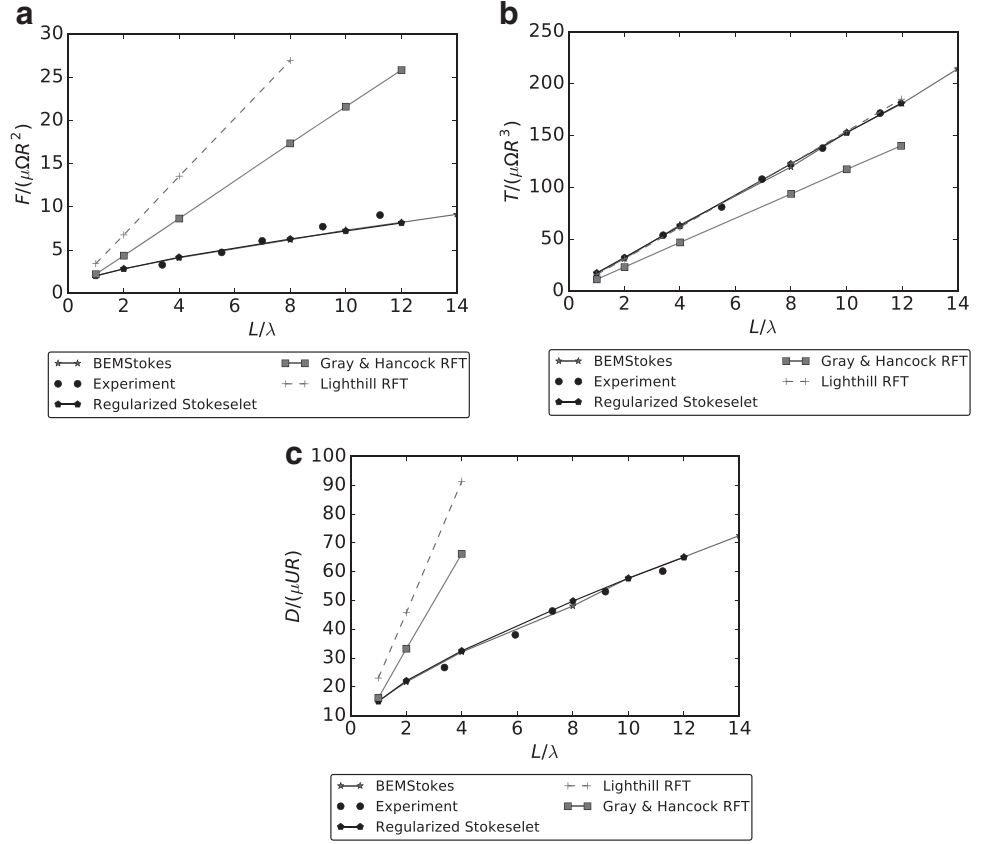 a
30
25
20
15
10
5
0
F/(μΩR²)
0 2 4 6 8 10 12 14
L/λ
BEMStokes
Experiment
Regularized Stokeselet
Gray & Hancock RFT
Lighthill RFT
b
250
200
150
100
50
0
T/(μΩR³)
0 2 4 6 8 10 12 14
L/λ
BEMStokes
Experiment
Regularized Stokeselet
Gray & Hancock RFT
Lighthill RFT
c
100
90
80
70
60
50
40
30
20
10
D/(μUR)
0 2 4 6 8 10 12 14
L/λ
BEMStokes
Experiment
Regularized Stokeselet
Lighthill RFT
Gray & Hancock RFT